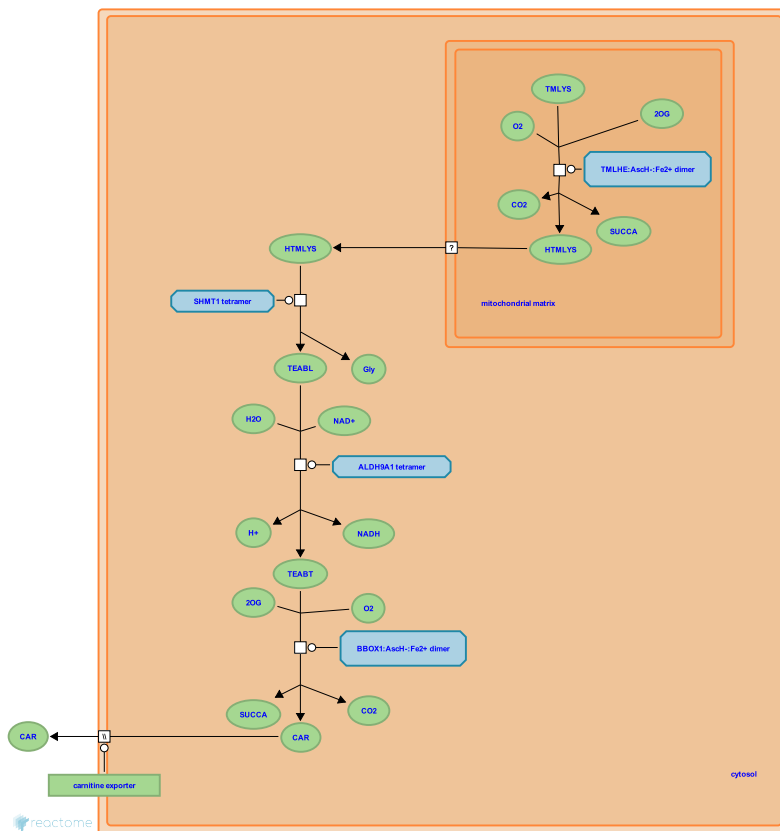 TMLYS
O2
2OG
TMLHE:AscH-:Fe2+ dimer
CO2
SUCCA
HTMLYS
?
HTMLYS
mitochondrial matrix
SHMT1 tetramer
TEABL
Gly
H2O
NAD+
ALDH9A1 tetramer
H+
NADH
TEABT
2OG
O2
BBOX1:AscH-:Fe2+ dimer
SUCCA
CO2
CAR
\\
CAR
cytosol
carnitine exporter
reactome